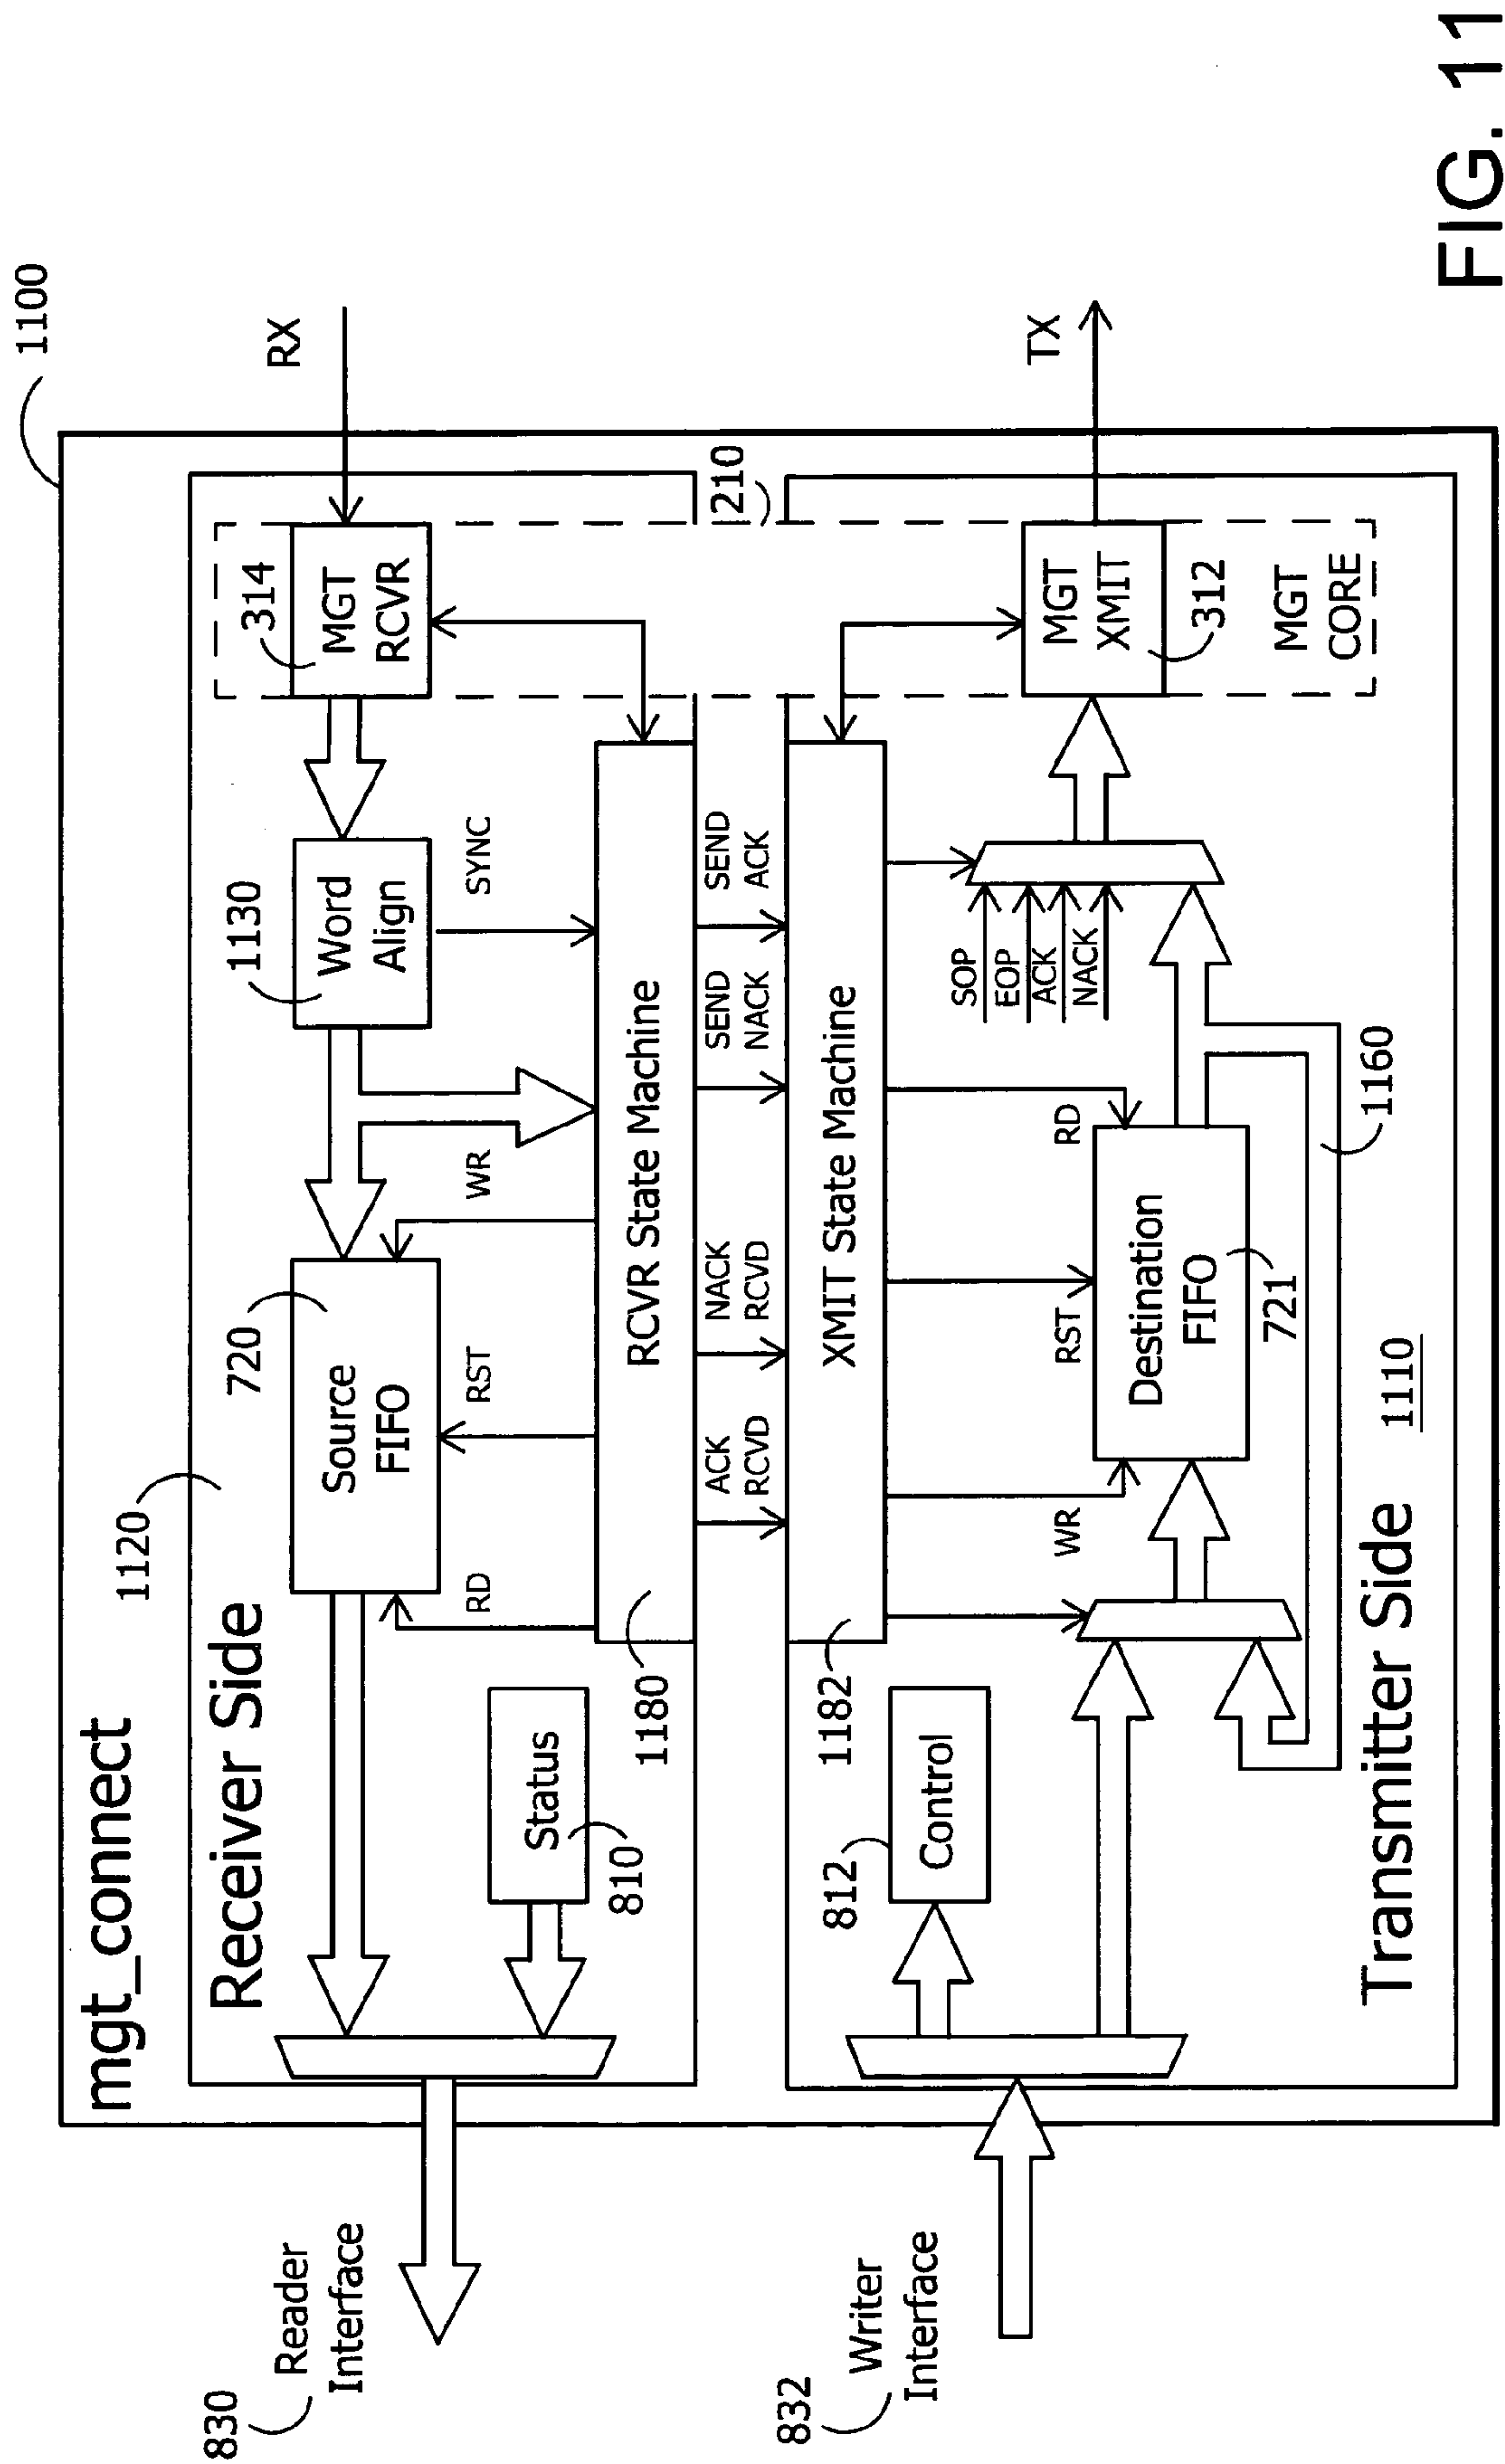 1100
mgt_connect
1120
Receiver Side
830
Reader
Interface
Source
FIFO
720
1130
Word
Align
314
MGT
RCVR
RX
Status
810
RD
RST
WR
SYNC
1180
RCVR State Machine
ACK
RCVD
NACK
RCVD
SEND
NACK
SEND
ACK
210
832
Writer
Interface
812
Control
1182
XMIT State Machine
WR
RST
RD
SOP
EOP
ACK
NACK
MGT
XMIT
312
TX
Destination
FIFO
721
MGT
CORE
1160
Transmitter Side
1110
FIG. 11